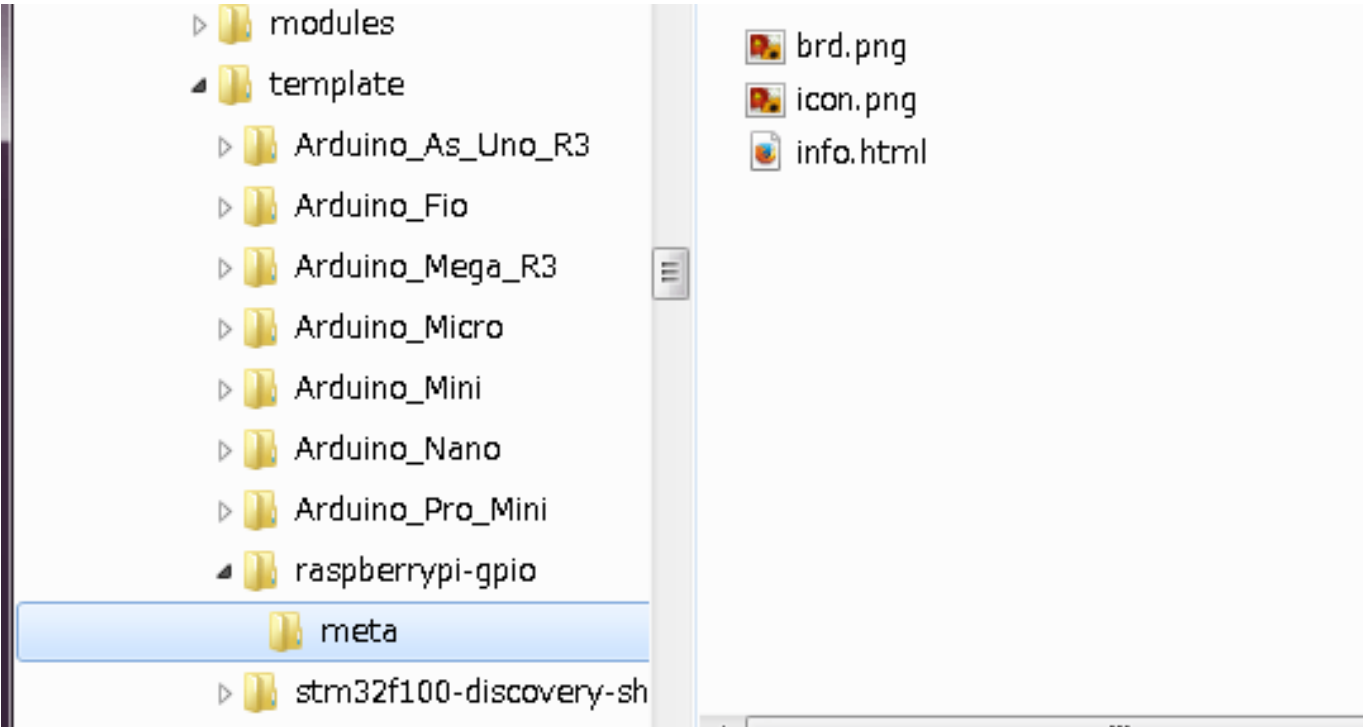 modules
template
Arduino_As_Uno_R3
Arduino_Fio
Arduino_Mega_R3
Arduino_Micro
Arduino_Mini
Arduino_Nano
Arduino_Pro_Mini
raspberrypi-gpio
meta
stm32f100-discovery-sh
brd.png
icon.png
info.html